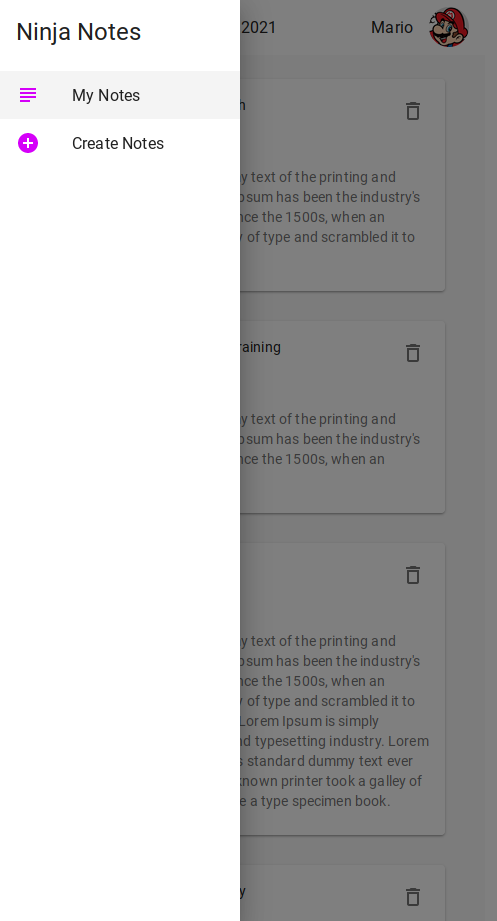 Ninja Notes
/2021
Mario
My Notes
Create Notes
y text of the printing and
psum has been the industry's
nce the 1500s, when an
y of type and scrambled it to
raining
y text of the printing and
psum has been the industry's
nce the 1500s, when an
y text of the printing and
psum has been the industry's
nce the 1500s, when an
y of type and scrambled it to
Lorem Ipsum is simply
nd typesetting industry. Lorem
s standard dummy text ever
known printer took a galley of
e a type specimen book.
y